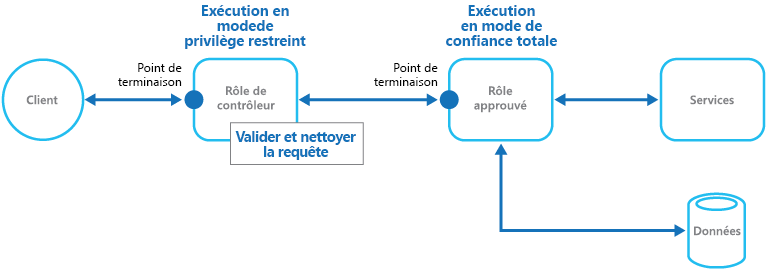 Exécution en
modede
privilège restreint
Exécution
en mode de
confiance totale
Point de
terminaison
Point de
terminaison
Client
Rôle de
contrôleur
Rôle
approuvé
Services
Valider et nettoyer
la requête
Données